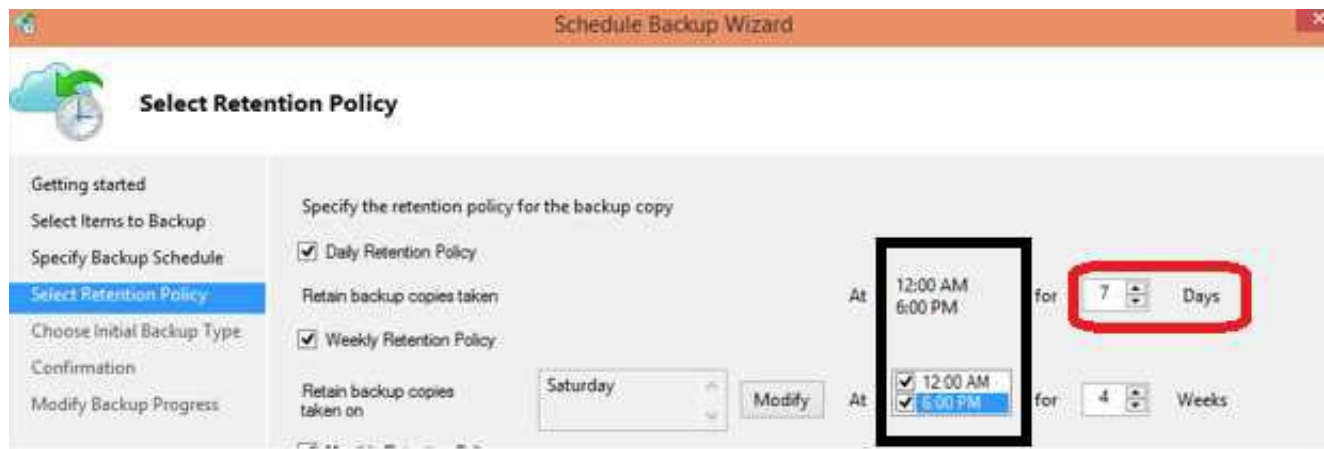 Schedule Backup Wizard
Select Retention Policy
Getting started
Select Items to Backup
Specify Backup Schedule
Select Retention Policy
Choose Initial Backup Type
Confirmation
Modify Backup Progress
Specify the retention policy for the backup copy
Daily Retention Policy
Retain backup copies taken At 12:00 AM 6:00 PM for 7 Days
Weekly Retention Policy
Retain backup copies taken on Saturday Modify At 12:00 AM 6:00 PM for 4 Weeks